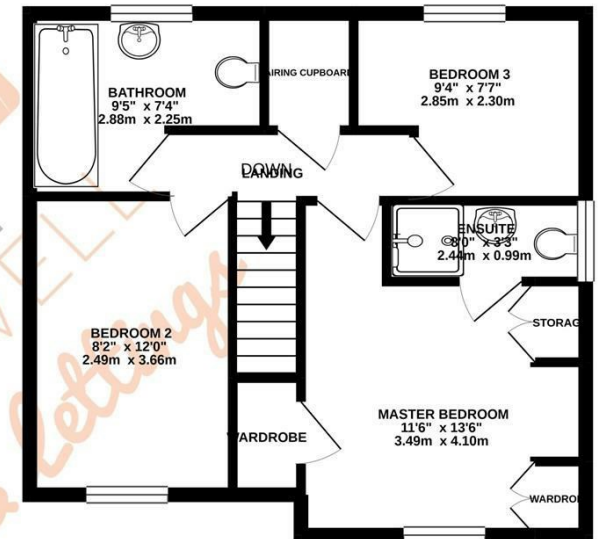 BATHROOM
9'5" x 7'4"
2.88m x 2.25m
AIRING CUPBOARD
BEDROOM 3
9'4" x 7'7"
2.85m x 2.30m
DOWN
LANDING
ENSUITE
8'0" x 3'3"
2.44m x 0.99m
STORAG
BEDROOM 2
8'2" x 12'0"
2.49m x 3.66m
MASTER BEDROOM
11'6" x 13'6"
3.49m x 4.10m
WARDROBE
WARDROB
Lettings